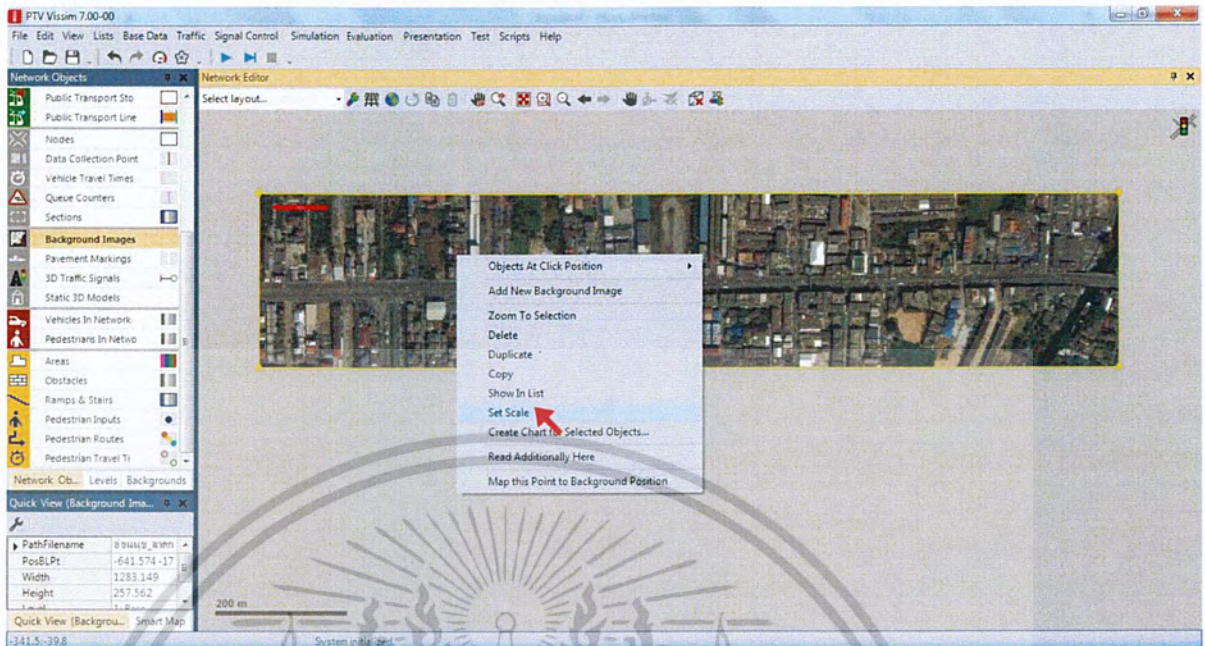 PTV Vissim 7.00-00
File Edit View Lists Base Data Traffic Signal Control Simulation Evaluation Presentation Test Scripts Help
Network Objects
Public Transport Sto
Public Transport Line
Nodes
Data Collection Point
Vehicle Travel Times
Queue Counters
Sections
Background Images
Pavement Markings
3D Traffic Signals
Static 3D Models
Vehicles In Network
Pedestrians In Netwo
Areas
Obstacles
Ramps & Stairs
Pedestrian Inputs
Pedestrian Routes
Pedestrian Travel Ti
Network Ob... Levels Backgrounds
Quick View (Background Ima...
PathFilename
PosBLPt -641.574 -17
Width 1283.149
Height 257.562
Quick View (Backgrou... Smart Map
-341.5:-39.8 System initialized.
Network Editor
Select layout...
Objects At Click Position
Add New Background Image
Zoom To Selection
Delete
Duplicate
Copy
Show In List
Set Scale
Create Chart for Selected Objects...
Read Additionally Here
Map this Point to Background Position
200 m